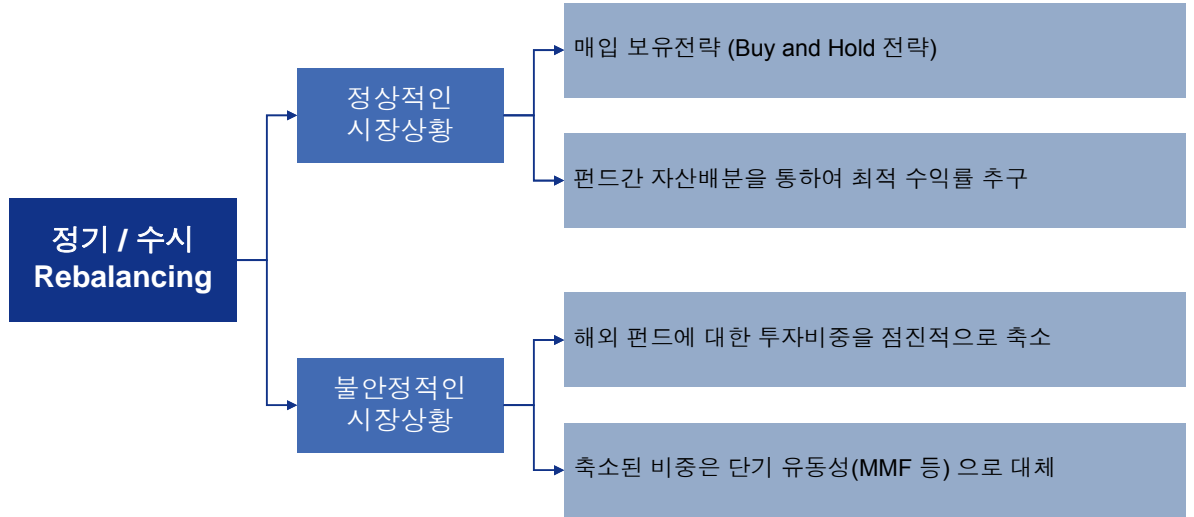 정기 / 수시
Rebalancing
정상적인
시장상황
매입 보유전략 (Buy and Hold 전략)
펀드간 자산배분을 통하여 최적 수익률 추구
불안정적인
시장상황
해외 펀드에 대한 투자비중을 점진적으로 축소
축소된 비중은 단기 유동성(MMF 등) 으로 대체